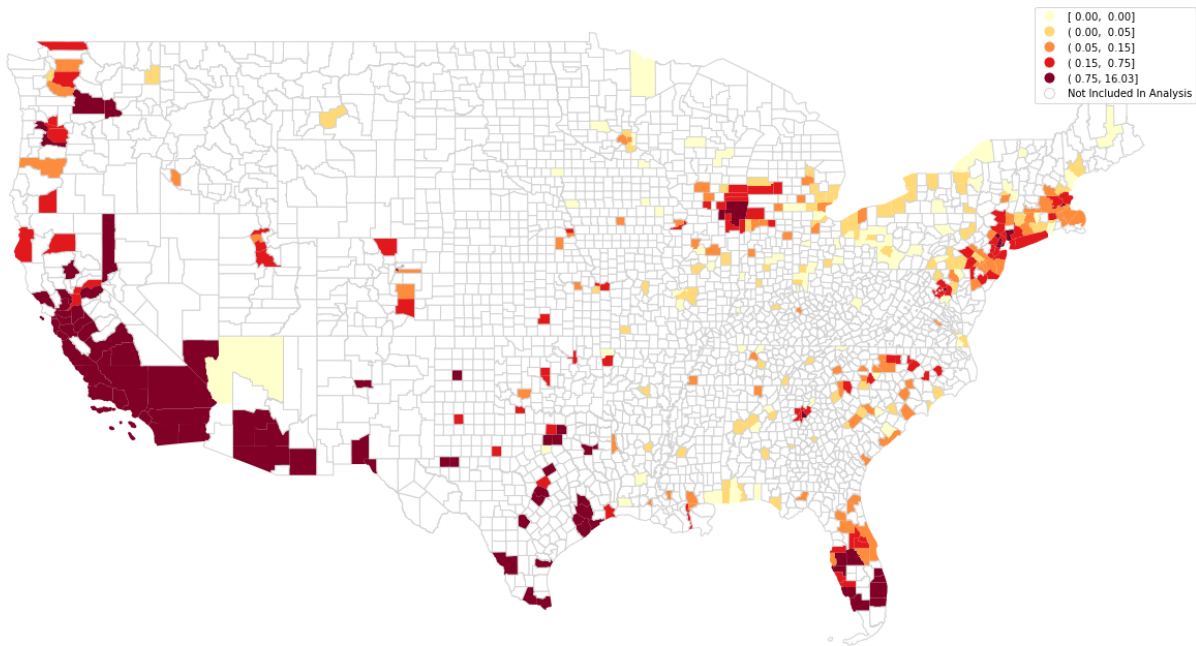 [ 0.00, 0.00]
( 0.00, 0.05]
( 0.05, 0.15]
( 0.15, 0.75]
( 0.75, 16.03]
Not Included In Analysis